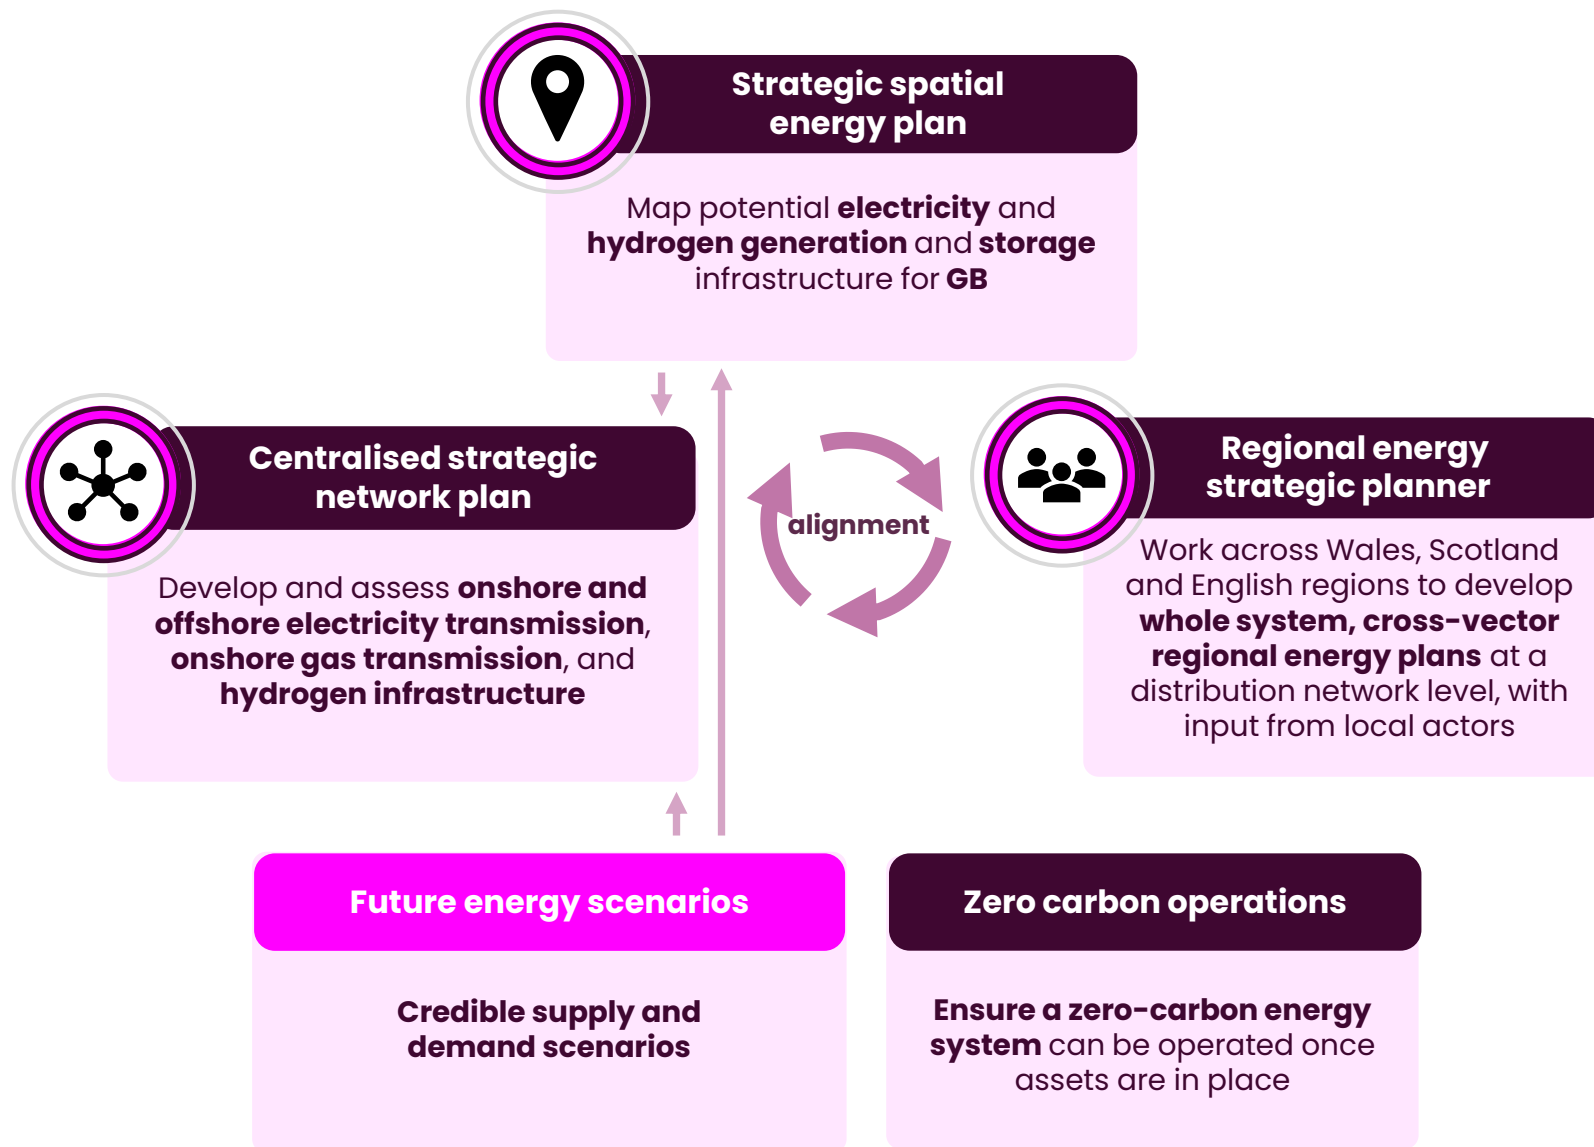 Strategic spatial
energy plan
Map potential electricity and
hydrogen generation and storage
infrastructure for GB
Centralised strategic
network plan
Develop and assess onshore and
offshore electricity transmission,
onshore gas transmission, and
hydrogen infrastructure
alignment
Regional energy
strategic planner
Work across Wales, Scotland
and English regions to develop
whole system, cross-vector
regional energy plans at a
distribution network level, with
input from local actors
Future energy scenarios
Credible supply and
demand scenarios
Zero carbon operations
Ensure a zero-carbon energy
system can be operated once
assets are in place